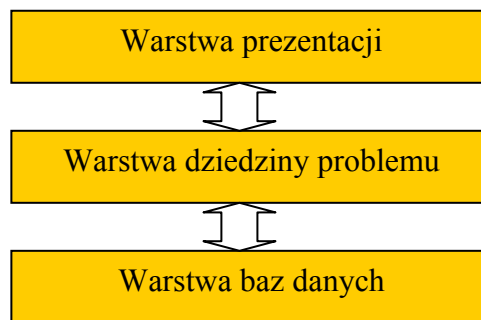 Warstwa prezentacji
Warstwa dziedziny problemu
Warstwa baz danych